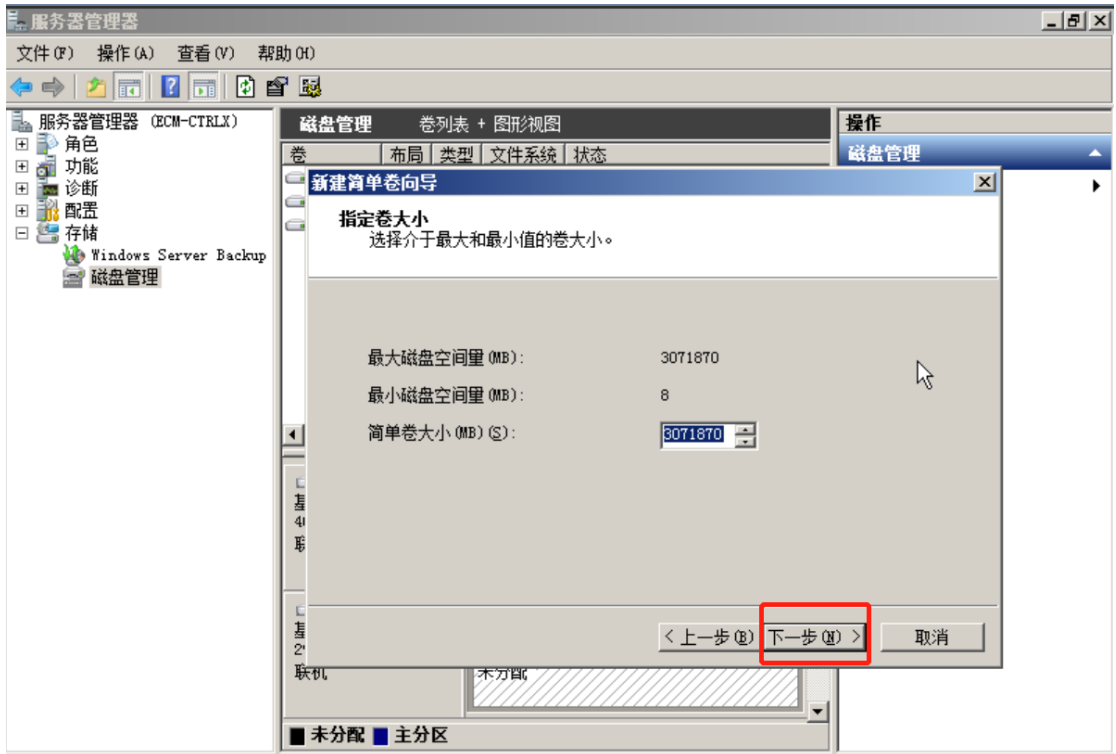 服务器管理器
文件(F) 操作(A) 查看(V) 帮助(H)
服务器管理器 (ECM-CTRLX)
角色
功能
诊断
配置
存储
Windows Server Backup
磁盘管理
磁盘管理 卷列表 + 图形视图
卷 布局 类型 文件系统 状态
操作
磁盘管理
新建简单卷向导
指定卷大小
选择介于最大和最小值的卷大小。
最大磁盘空间量(MB): 3071870
最小磁盘空间量(MB): 8
简单卷大小(MB)(S): 3071870
< 上一步(B) 下一步(N) > 取消
基
联
基
联机
未分配
未分配 主分区